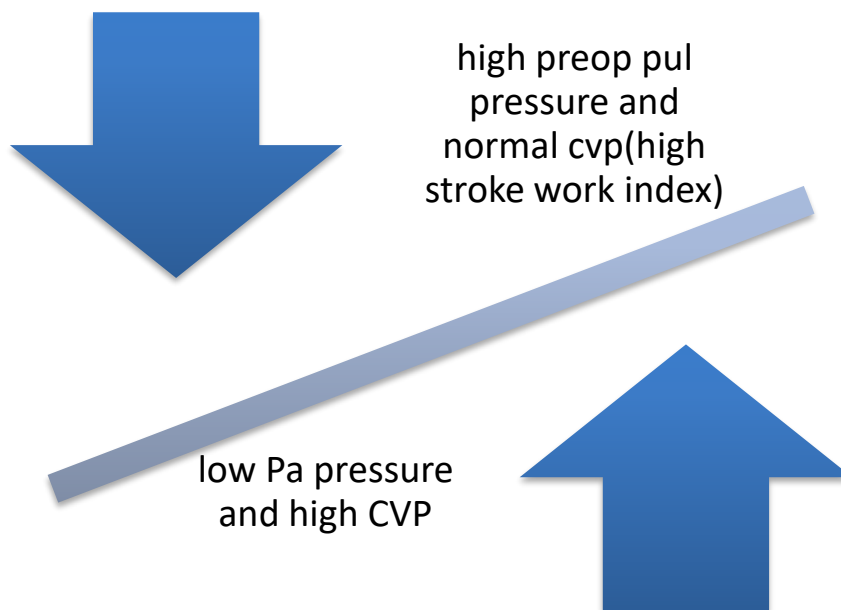 high preop pul
pressure and
normal cvp(high
stroke work index)
low Pa pressure
and high CVP